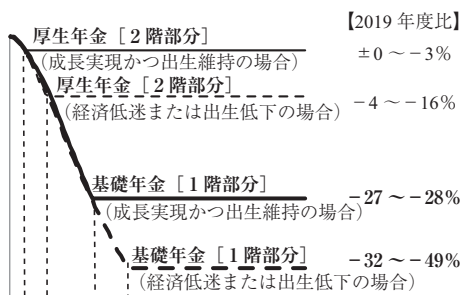 【2019年度比】
厚生年金［2階部分］
±0～−3%
(成長実現かつ出生維持の場合)
厚生年金［2階部分］
−4～−16%
(経済低迷または出生低下の場合)
基礎年金［1階部分］
−27～−28%
(成長実現かつ出生維持の場合)
基礎年金［1階部分］
−32～−49%
(経済低迷または出生低下の場合)